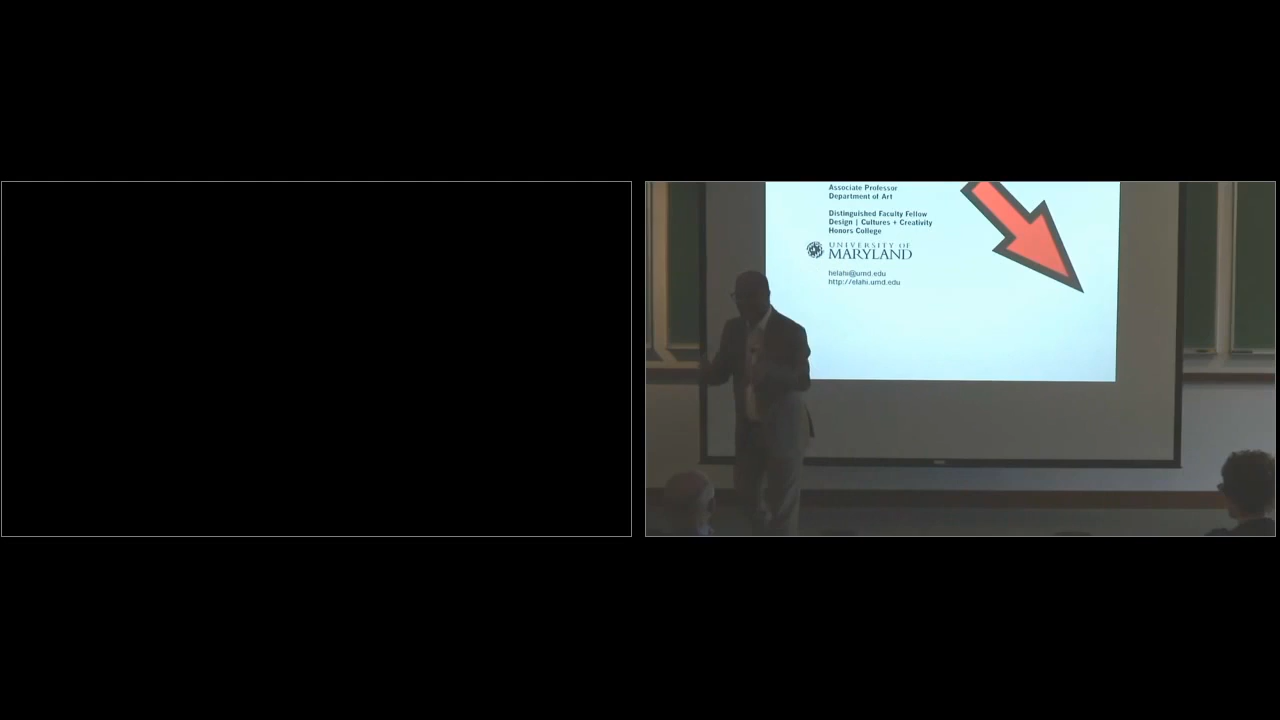 Associate Professor
Department of Art
Distinguished Faculty Fellow
Design | Cultures + Creativity
Honors College
UNIVERSITY OF
MARYLAND
helahi@umd.edu
http://elahi.umd.edu